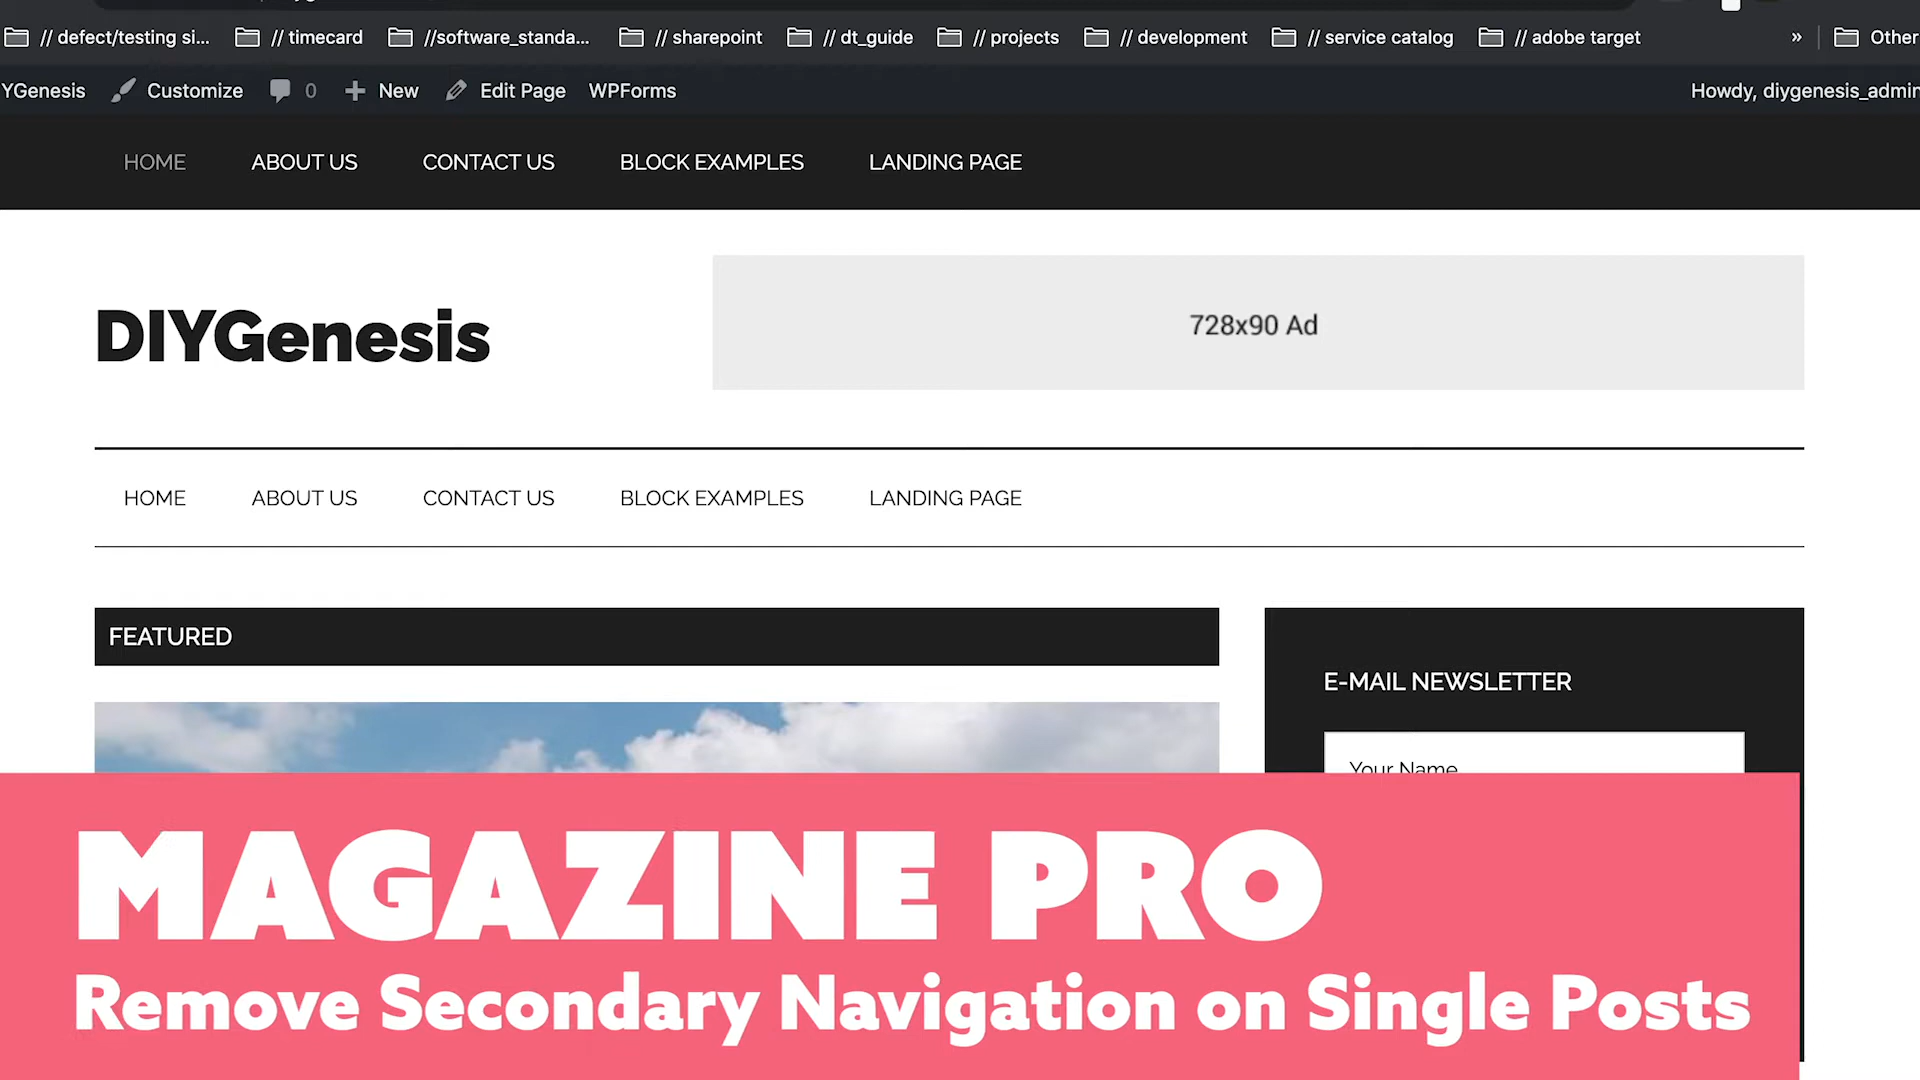 // defect/testing si...
// timecard
//software_standa...
// sharepoint
// dt_guide
// projects
// development
// service catalog
// adobe target
»
Other
YGenesis
Customize
0
New
Edit Page
WPForms
Howdy, diygenesis_admin
HOME ABOUT US CONTACT US BLOCK EXAMPLES LANDING PAGE
DIYGenesis
728x90 Ad
HOME ABOUT US CONTACT US BLOCK EXAMPLES LANDING PAGE
FEATURED
E-MAIL NEWSLETTER
Your Name
MAGAZINE PRO
Remove Secondary Navigation on Single Posts